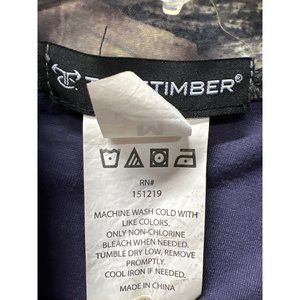 TIMBER®
M
RN#
151219
MACHINE WASH COLD WITH
LIKE COLORS.
ONLY NON-CHLORINE
BLEACH WHEN NEEDED.
TUMBLE DRY LOW, REMOVE
PROMPTLY.
COOL IRON IF NEEDED.
MADE IN CHINA